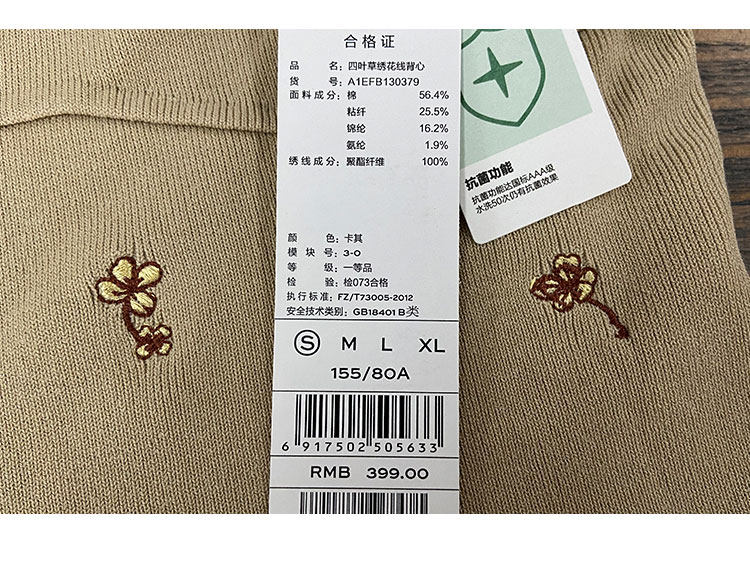 合格证
品 名: 四叶草绣花线背心
货 号: A1EFB130379
面料成分: 棉 56.4%
粘纤 25.5%
锦纶 16.2%
氨纶 1.9%
绣线成分: 聚酯纤维 100%
颜 色: 卡其
模 块 号: 3-0
等 级: 一等品
检 验: 检073合格
执行标准: FZ/T73005-2012
安全技术类别: GB18401 B类
S M L XL
155/80A
6 917502 505633
RMB 399.00
抗菌功能
抗菌功能达国标AAA级
水洗50次仍有抗菌效果